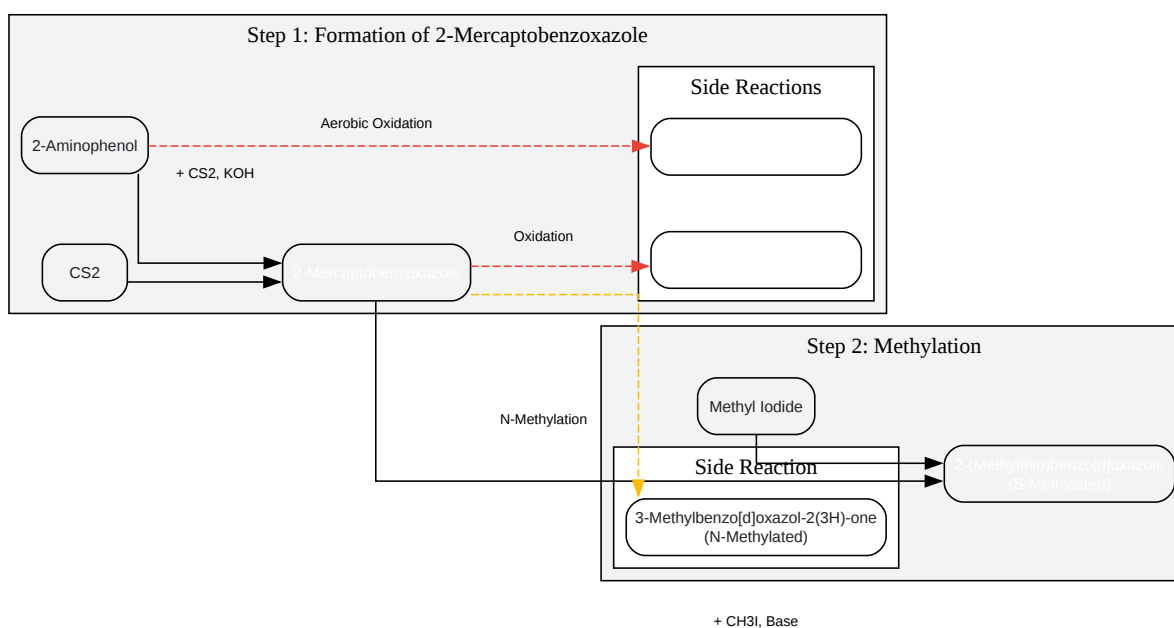 Step 1: Formation of 2-Mercaptobenzoxazole
Side Reactions
Aerobic Oxidation
2-Aminophenol
+ CS2, KOH
Oxidation
CS2
2-Mercaptobenzoxazole
Step 2: Methylation
Methyl Iodide
N-Methylation
Side Reaction
2-(Methylthio)benzo[d]oxazole
(S-Methylated)
3-Methylbenzo[d]oxazol-2(3H)-one
(N-Methylated)
+ CH3I, Base